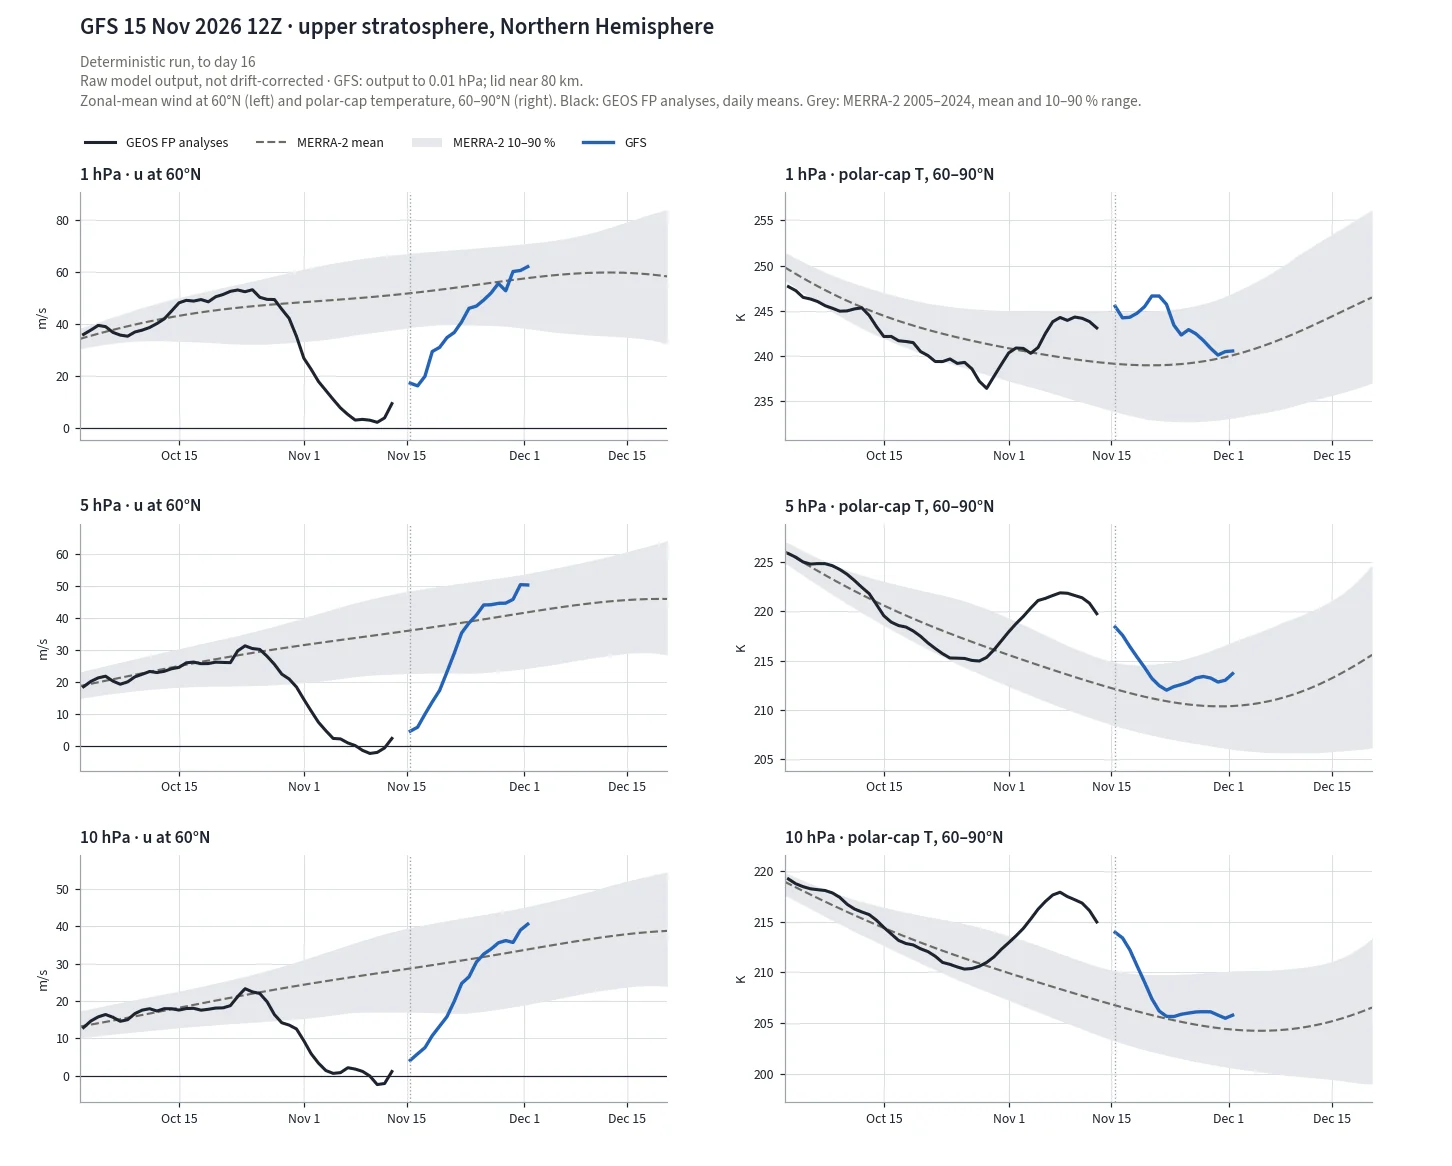 GFS 15 Nov 2026 12Z · upper stratosphere, Northern Hemisphere
Deterministic run, to day 16
Raw model output, not drift-corrected · GFS: output to 0.01 hPa; lid near 80 km.
Zonal-mean wind at 60°N (left) and polar-cap temperature, 60–90°N (right). Black: GEOS FP analyses, daily means. Grey: MERRA-2 2005–2024, mean and 10–90 % range.
GEOS FP analyses MERRA-2 mean MERRA-2 10–90 % GFS
1 hPa · u at 60°N
m/s
80
60
40
20
0
Oct 15 Nov 1 Nov 15 Dec 1 Dec 15
1 hPa · polar-cap T, 60–90°N
K
255
250
245
240
235
Oct 15 Nov 1 Nov 15 Dec 1 Dec 15
5 hPa · u at 60°N
m/s
60
50
40
30
20
10
0
Oct 15 Nov 1 Nov 15 Dec 1 Dec 15
5 hPa · polar-cap T, 60–90°N
K
225
220
215
210
205
Oct 15 Nov 1 Nov 15 Dec 1 Dec 15
10 hPa · u at 60°N
m/s
50
40
30
20
10
0
Oct 15 Nov 1 Nov 15 Dec 1 Dec 15
10 hPa · polar-cap T, 60–90°N
K
220
215
210
205
200
Oct 15 Nov 1 Nov 15 Dec 1 Dec 15